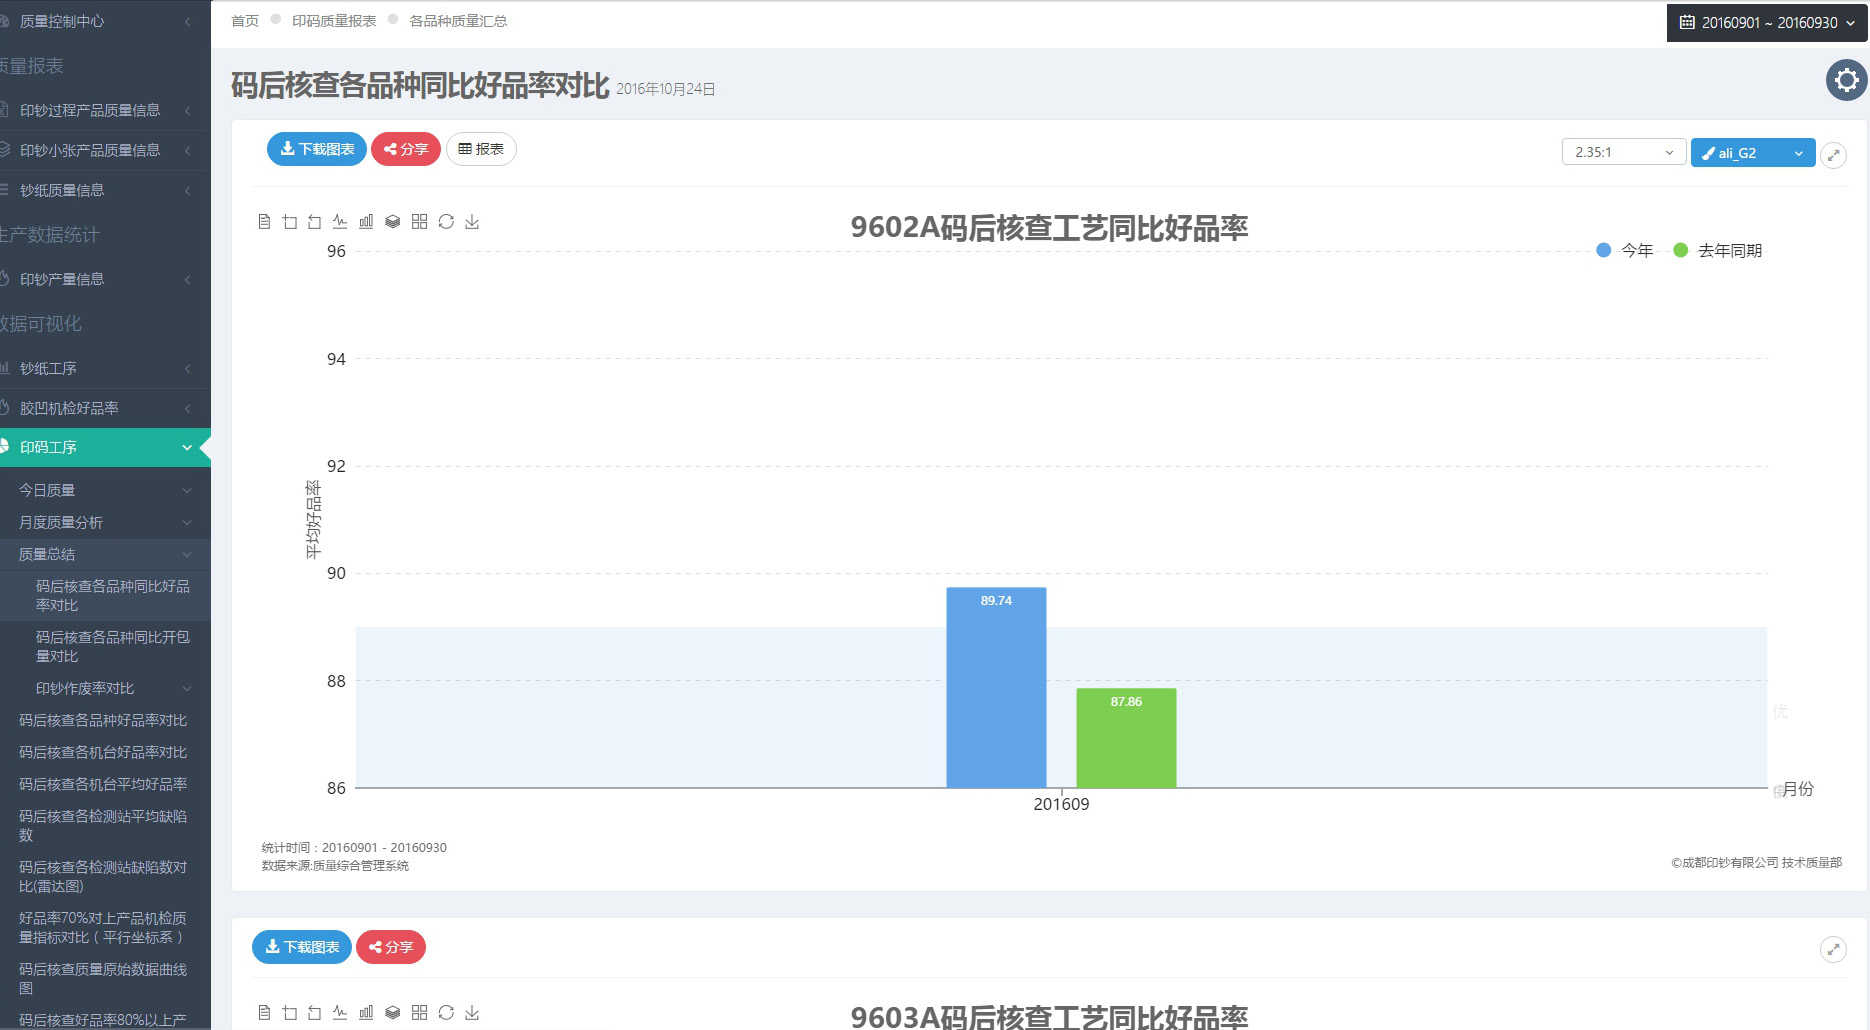 质量控制中心
质量报表
印钞过程产品质量信息
印钞小张产品质量信息
钞纸质量信息
生产数据统计
印钞产量信息
数据可视化
钞纸工序
胶凹机检好品率
印码工序
今日质量
月度质量分析
质量总结
码后核查各品种同比好品
率对比
码后核查各品种同比开包
量对比
印钞作废率对比
码后核查各品种好品率对比
码后核查各机台好品率对比
码后核查各机台平均好品率
码后核查各检测站平均缺陷
数
码后核查各检测站缺陷数对
比(雷达图)
好品率70%对上产品机检质
量指标对比（平行坐标系）
码后核查质量原始数据曲线
图
码后核查好品率80%以上产
首页 印码质量报表 各品种质量汇总
20160901 ~ 20160930
码后核查各品种同比好品率对比 2016年10月24日
下载图表 分享 报表
2.35:1 ali_G2
9602A码后核查工艺同比好品率
今年 去年同期
96
94
92
90
88
86
平均好品率
89.74
87.86
优
月份
201609
统计时间：20160901 - 20160930
数据来源:质量综合管理系统
©成都印钞有限公司 技术质量部
下载图表 分享
9603A码后核查工艺同比好品率